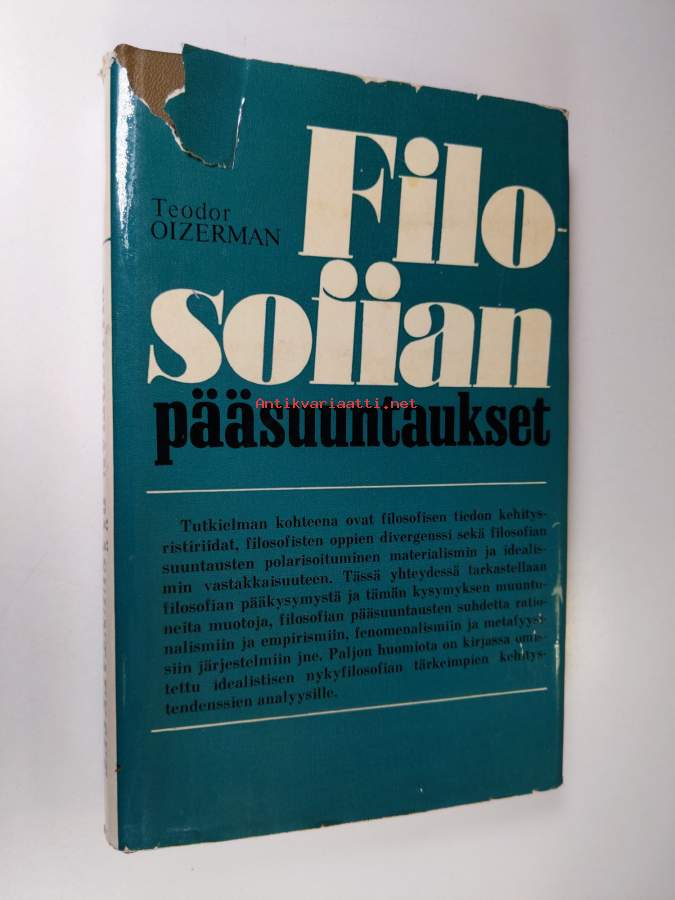 Teodor
OIZERMAN
Filo-
sofian
pääsuuntaukset
Antikvariaatti.net
Tutkielman kohteena ovat filosofisen tiedon kehitys-
ristiriidat, filosofisten oppien divergenssi sekä filosofian
suuntausten polarisoituminen materialismin ja idealis-
min vastakkaisuuteen. Tässä yhteydessä tarkastellaan
filosofian pääkysymystä ja tämän kysymyksen muuntu-
neita muotoja, filosofian pääsuuntausten suhdetta ratio-
nalismiin ja empirismiin, fenomenalismiin ja metafyysi-
siin järjestelmiin jne. Paljon huomiota on kirjassa omis-
tettu idealistisen nykyfilosofian tärkeimpien kehitys-
tendenssien analyysille.